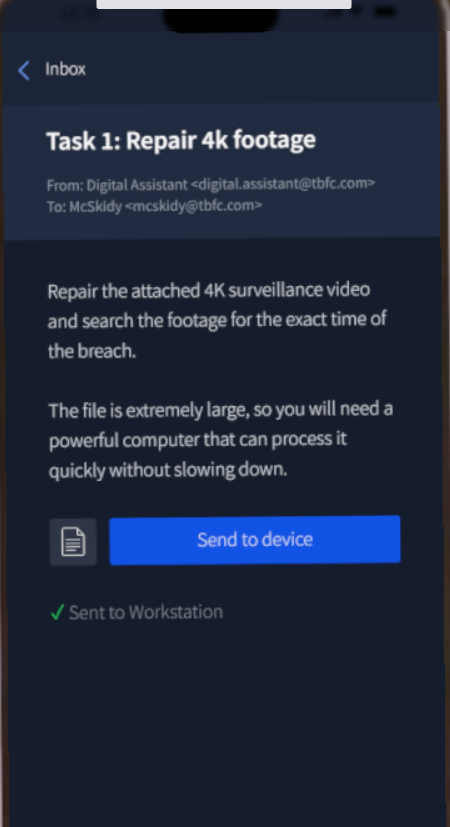 Inbox
Task 1: Repair 4k footage
From: Digital Assistant <digital.assistant@tbfc.com>
To: McSkidy <mcskidy@tbfc.com>
Repair the attached 4K surveillance video
and search the footage for the exact time of
the breach.
The file is extremely large, so you will need a
powerful computer that can process it
quickly without slowing down.
Send to device
✓ Sent to Workstation